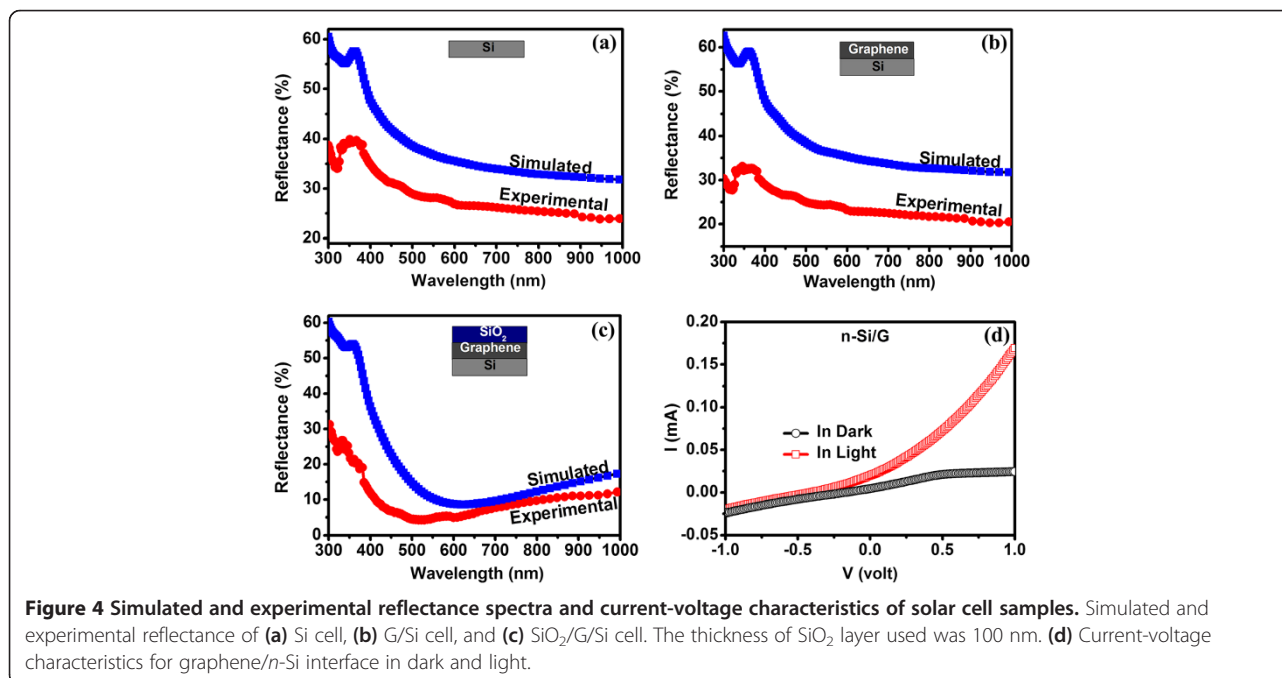 60
50
40
30
20
Reflectance (%)
Si
(a)
Simulated
Experimental
300 400 500 600 700 800 900 1000
Wavelength (nm)
60
50
40
30
20
Reflectance (%)
Graphene
Si
(b)
Simulated
Experimental
300 400 500 600 700 800 900 1000
Wavelength (nm)
60
50
40
30
20
10
0
Reflectance (%)
SiO₂
Graphene
Si
(c)
Simulated
Experimental
300 400 500 600 700 800 900 1000
Wavelength (nm)
0.20
0.15
0.10
0.05
0.00
-0.05
I (mA)
n-Si/G
(d)
In Dark
In Light
-1.0 -0.5 0.0 0.5 1.0
V (volt)
Figure 4 Simulated and experimental reflectance spectra and current-voltage characteristics of solar cell samples. Simulated and
experimental reflectance of (a) Si cell, (b) G/Si cell, and (c) SiO₂/G/Si cell. The thickness of SiO₂ layer used was 100 nm. (d) Current-voltage
characteristics for graphene/n-Si interface in dark and light.